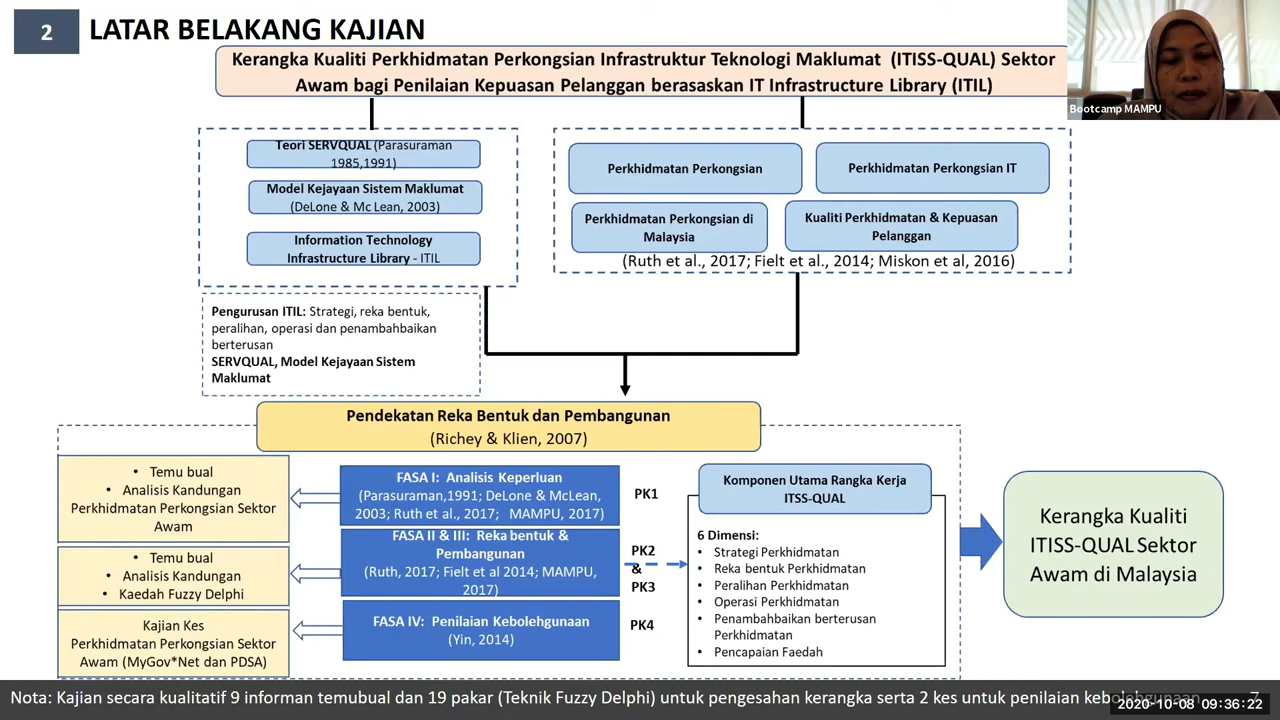 2
LATAR BELAKANG KAJIAN
Kerangka Kualiti Perkhidmatan Perkongsian Infrastruktur Teknologi Maklumat (ITISS-QUAL) Sektor
Awam bagi Penilaian Kepuasan Pelanggan berasaskan IT Infrastructure Library (ITIL)
Bootcamp MAMPU
Teori SERVQUAL (Parasuraman
1985,1991)
Model Kejayaan Sistem Maklumat
(DeLone & Mc Lean, 2003)
Information Technology
Infrastructure Library - ITIL
Perkhidmatan Perkongsian
Perkhidmatan Perkongsian IT
Perkhidmatan Perkongsian di
Malaysia
Kualiti Perkhidmatan & Kepuasan
Pelanggan
(Ruth et al., 2017; Fielt et al., 2014; Miskon et al, 2016)
Pengurusan ITIL: Strategi, reka bentuk,
peralihan, operasi dan penambahbaikan
berterusan
SERVQUAL, Model Kejayaan Sistem
Maklumat
Pendekatan Reka Bentuk dan Pembangunan
(Richey & Klien, 2007)
• Temu bual
• Analisis Kandungan
Perkhidmatan Perkongsian Sektor
Awam
FASA I: Analisis Keperluan
(Parasuraman,1991; DeLone & McLean,
2003; Ruth et al., 2017; MAMPU, 2017)
PK1
• Temu bual
• Analisis Kandungan
• Kaedah Fuzzy Delphi
FASA II & III: Reka bentuk &
Pembangunan
(Ruth, 2017; Fielt et al 2014; MAMPU,
2017)
PK2
&
PK3
Kajian Kes
Perkhidmatan Perkongsian Sektor
Awam (MyGov*Net dan PDSA)
FASA IV: Penilaian Kebolehgunaan
(Yin, 2014)
PK4
Komponen Utama Rangka Kerja
ITSS-QUAL
6 Dimensi:
• Strategi Perkhidmatan
• Reka bentuk Perkhidmatan
• Peralihan Perkhidmatan
• Operasi Perkhidmatan
• Penambahbaikan berterusan
Perkhidmatan
• Pencapaian Faedah
Kerangka Kualiti
ITISS-QUAL Sektor
Awam di Malaysia
Nota: Kajian secara kualitatif 9 informan temubual dan 19 pakar (Teknik Fuzzy Delphi) untuk pengesahan kerangka serta 2 kes untuk penilaian kebolehgunaan
7
2020-10-08 09:36:22